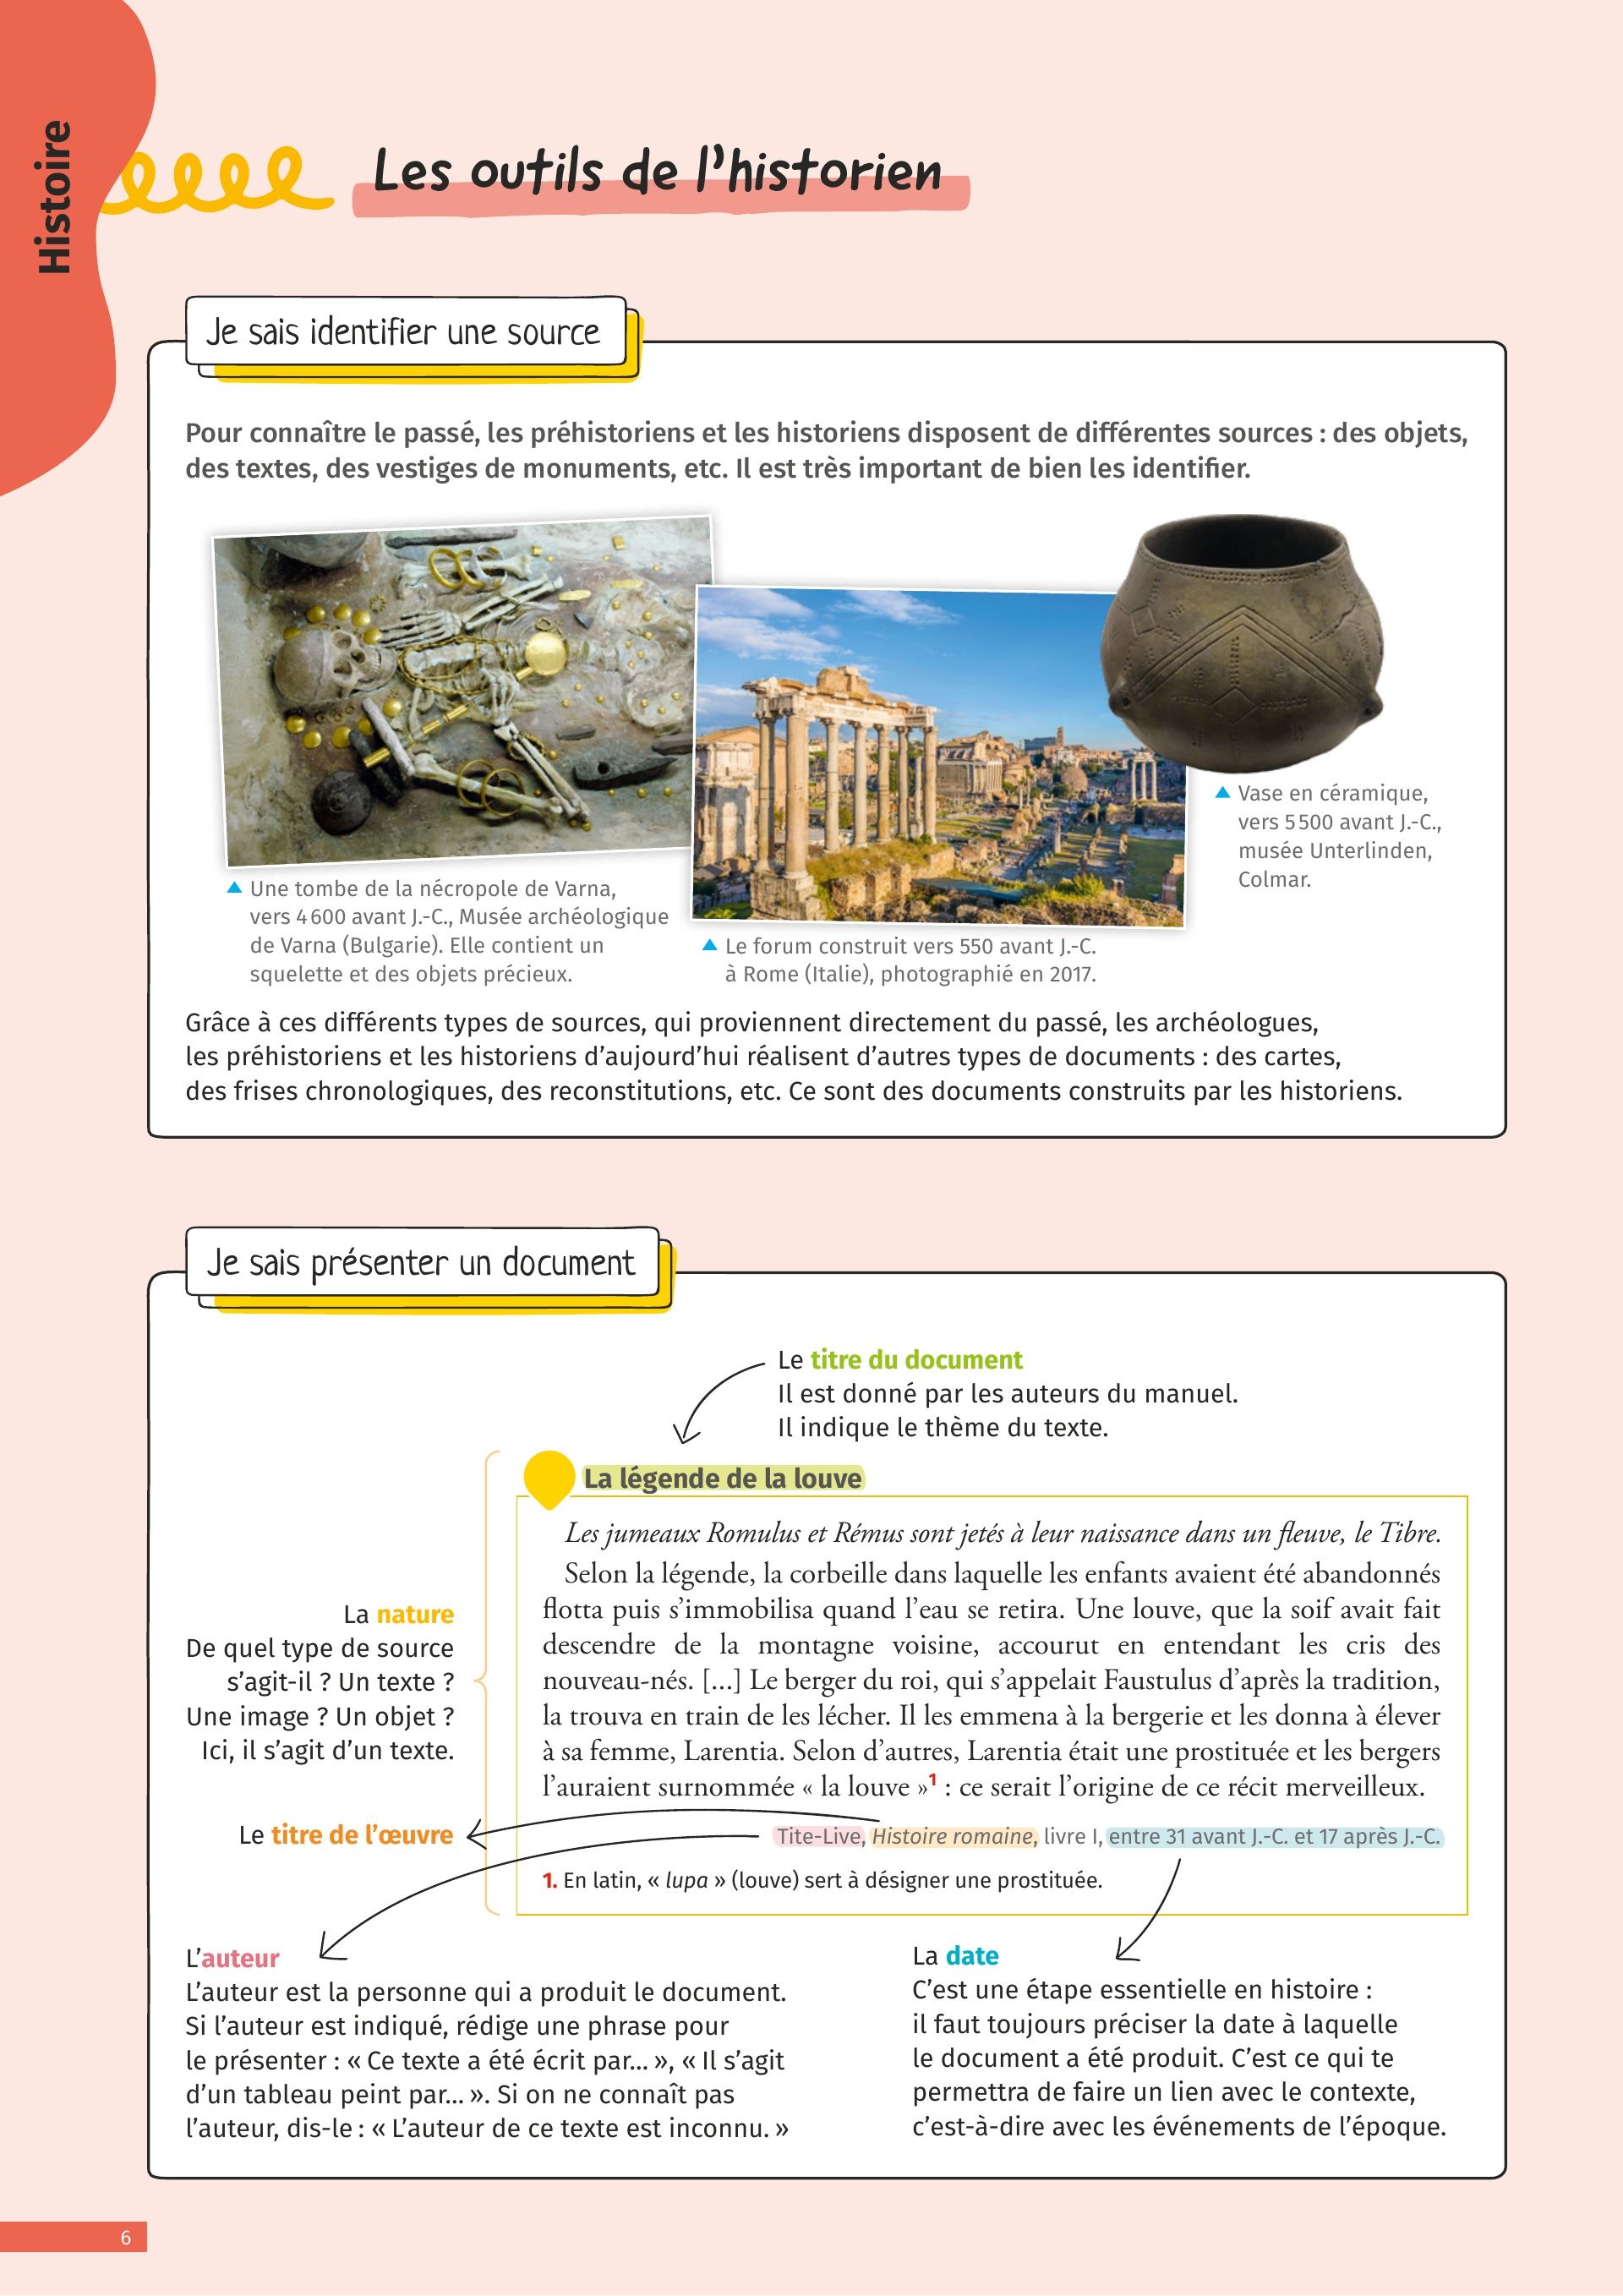 Histoire
Les outils de l'historien
Je sais identifier une source
Pour connaître le passé, les préhistoriens et les historiens disposent de différentes sources : des objets,
des textes, des vestiges de monuments, etc. Il est très important de bien les identifier.
Une tombe de la nécropole de Varna,
vers 4 600 avant J.-C., Musée archéologique
de Varna (Bulgarie). Elle contient un
squelette et des objets précieux.
Le forum construit vers 550 avant J.-C.
à Rome (Italie), photographié en 2017.
Vase en céramique,
vers 5 500 avant J.-C.,
musée Unterlinden,
Colmar.
Grâce à ces différents types de sources, qui proviennent directement du passé, les archéologues,
les préhistoriens et les historiens d'aujourd'hui réalisent d'autres types de documents : des cartes,
des frises chronologiques, des reconstitutions, etc. Ce sont des documents construits par les historiens.
Je sais présenter un document
Le titre du document
Il est donné par les auteurs du manuel.
Il indique le thème du texte.
La légende de la louve
Les jumeaux Romulus et Rémus sont jetés à leur naissance dans un fleuve, le Tibre.
Selon la légende, la corbeille dans laquelle les enfants avaient été abandonnés
flotta puis s'immobilisa quand l'eau se retira. Une louve, que la soif avait fait
descendre de la montagne voisine, accourut en entendant les cris des
nouveau-nés. [...] Le berger du roi, qui s'appelait Faustulus d'après la tradition,
la trouva en train de les lécher. Il les emmena à la bergerie et les donna à élever
à sa femme, Larentia. Selon d'autres, Larentia était une prostituée et les bergers
l'auraient surnommée « la louve »1 : ce serait l'origine de ce récit merveilleux.
Tite-Live, Histoire romaine, livre I, entre 31 avant J.-C. et 17 après J.-C.
1. En latin, « lupa » (louve) sert à désigner une prostituée.
La nature
De quel type de source
s'agit-il ? Un texte ?
Une image ? Un objet ?
Ici, il s'agit d'un texte.
Le titre de l'œuvre
L'auteur
L'auteur est la personne qui a produit le document.
Si l'auteur est indiqué, rédige une phrase pour
le présenter : « Ce texte a été écrit par... », « Il s'agit
d'un tableau peint par... ». Si on ne connaît pas
l'auteur, dis-le : « L'auteur de ce texte est inconnu. »
La date
C'est une étape essentielle en histoire :
il faut toujours préciser la date à laquelle
le document a été produit. C'est ce qui te
permettra de faire un lien avec le contexte,
c'est-à-dire avec les événements de l'époque.
6